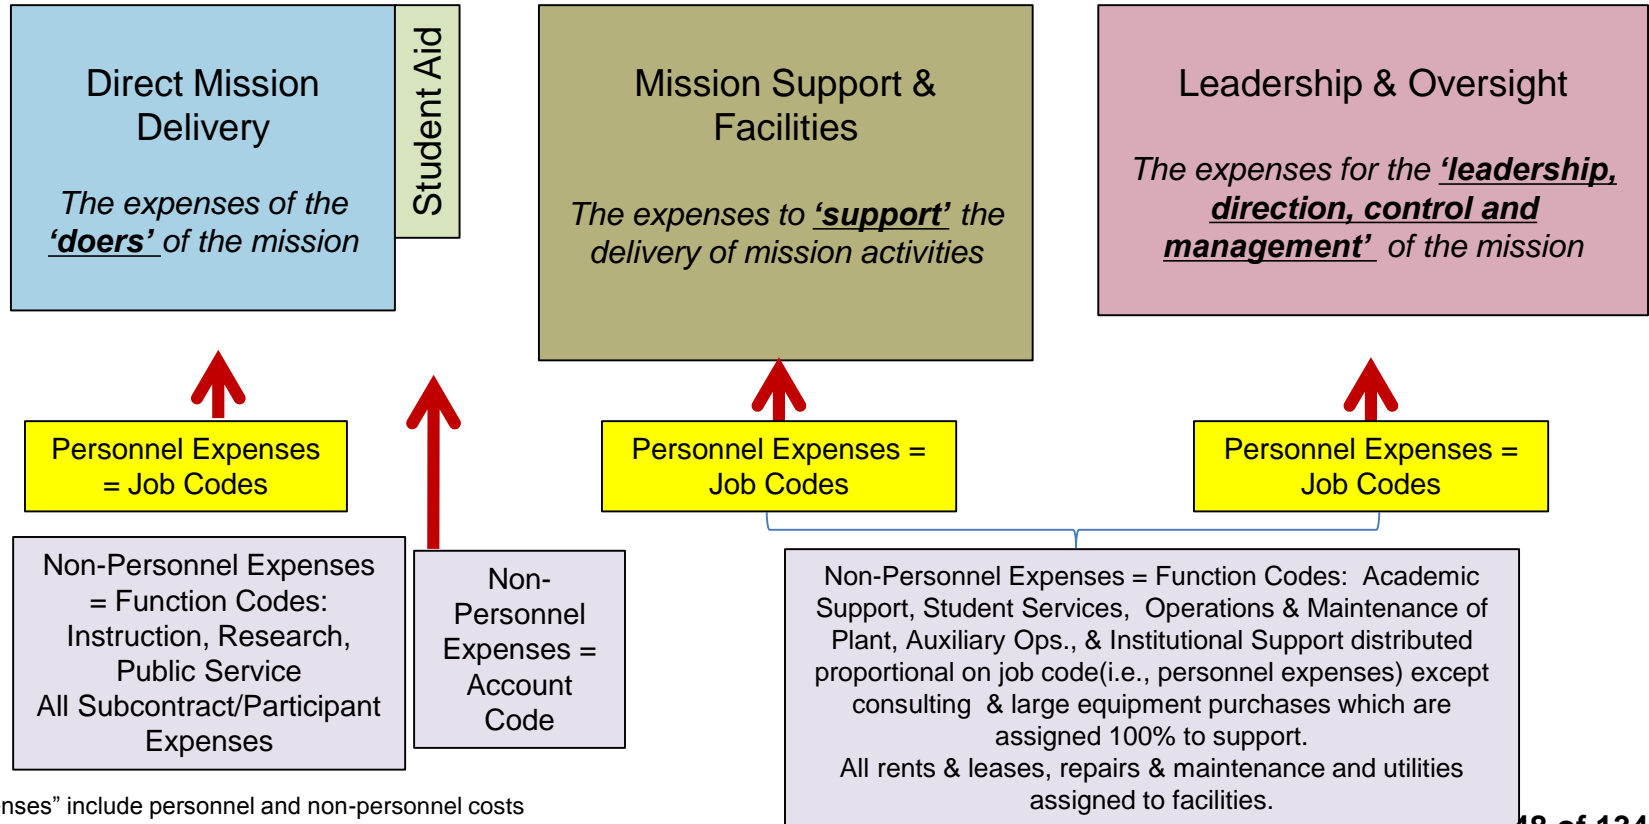 Direct Mission
Delivery
The expenses of the
‘doers’ of the mission
Student Aid
Mission Support &
Facilities
The expenses to ‘support’ the
delivery of mission activities
Leadership & Oversight
The expenses for the ‘leadership,
direction, control and
management’ of the mission
Personnel Expenses
= Job Codes
Personnel Expenses =
Job Codes
Personnel Expenses =
Job Codes
Non-Personnel Expenses
= Function Codes:
Instruction, Research,
Public Service
All Subcontract/Participant
Expenses
Non-
Personnel
Expenses =
Account
Code
Non-Personnel Expenses = Function Codes: Academic
Support, Student Services, Operations & Maintenance of
Plant, Auxiliary Ops., & Institutional Support distributed
proportional on job code(i.e., personnel expenses) except
consulting & large equipment purchases which are
assigned 100% to support.
All rents & leases, repairs & maintenance and utilities
assigned to facilities.
include personnel and non-personnel costs
of